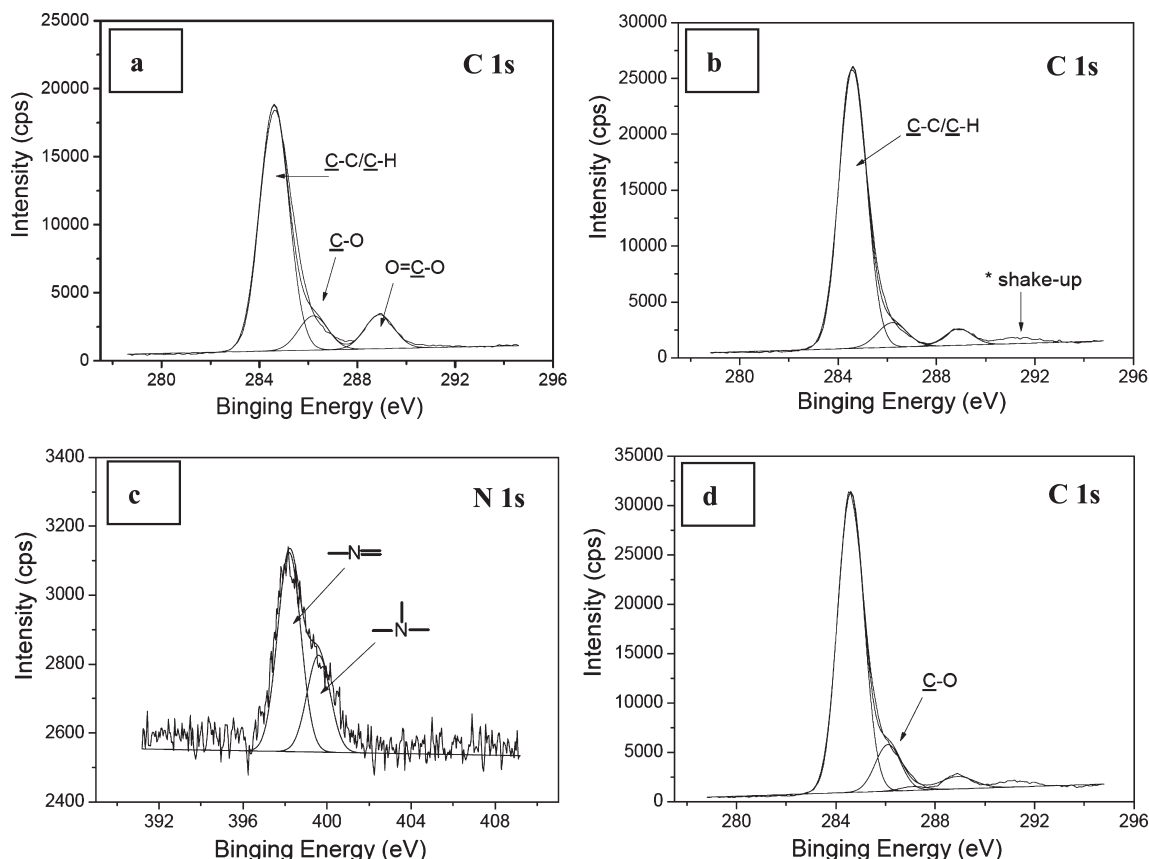 a
C 1s
Intensity (cps)
25000
20000
15000
10000
5000
0
C-C/C-H
C-O
O=C-O
280 284 288 292 296
Binging Energy (eV)
b
C 1s
Intensity (cps)
30000
25000
20000
15000
10000
5000
0
C-C/C-H
* shake-up
280 284 288 292 296
Binging Energy (eV)
c
N 1s
Intensity (cps)
3400
3200
3000
2800
2600
2400
N
N
392 396 400 404 408
Binging Energy (eV)
d
C 1s
Intensity (cps)
35000
30000
25000
20000
15000
10000
5000
0
C-O
280 284 288 292 296
Binging Energy (eV)